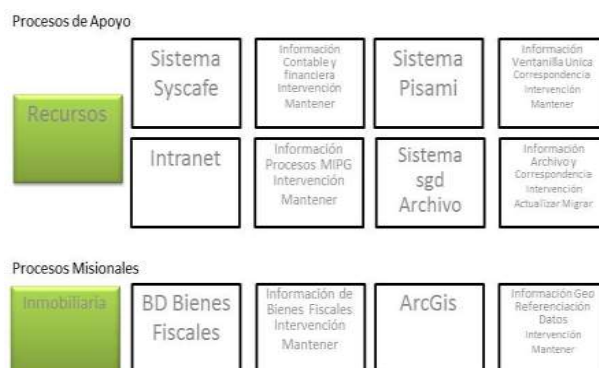 Procesos de Apoyo
Recursos
Sistema
Syscafe
Información
Contable y
financiera
Intervención
Mantener
Sistema
Pisami
Información
Ventanilla Unica
Correspondencia
Intervención
Mantener
Intranet
Información
Procesos MIPG
Intervención
Mantener
Sistema
sgd
Archivo
Información
Archivo y
Correspondencia
Intervención
Actualizar Migrar
Procesos Misionales
Inmobiliaria
BD Bienes
Fiscales
Información de
Bienes Fiscales
Intervención
Mantener
ArcGis
Información Geo
Referenciación
Datos
Intervención
Mantener